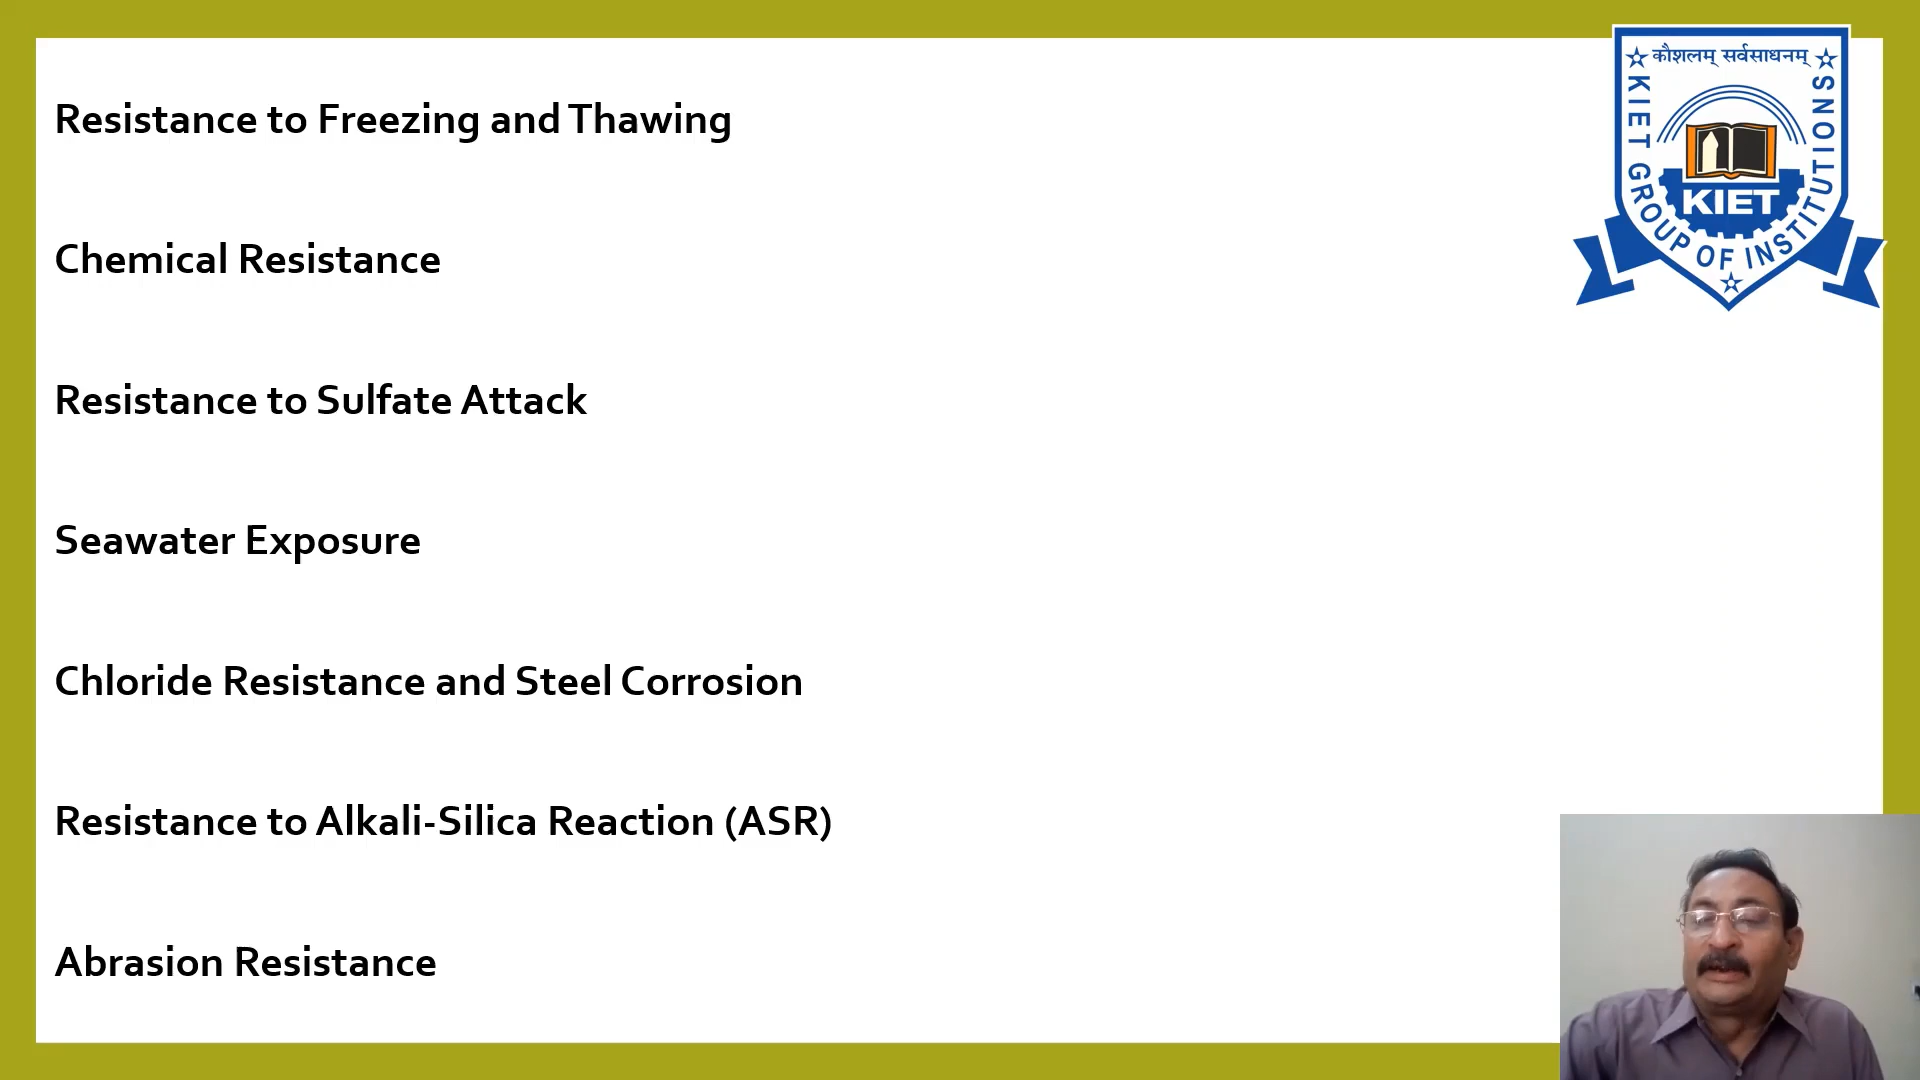 Resistance to Freezing and Thawing
Chemical Resistance
Resistance to Sulfate Attack
Seawater Exposure
Chloride Resistance and Steel Corrosion
Resistance to Alkali-Silica Reaction (ASR)
Abrasion Resistance
कौशलम् सर्वसाधनम्
KIET GROUP OF INSTITUTIONS
KIET